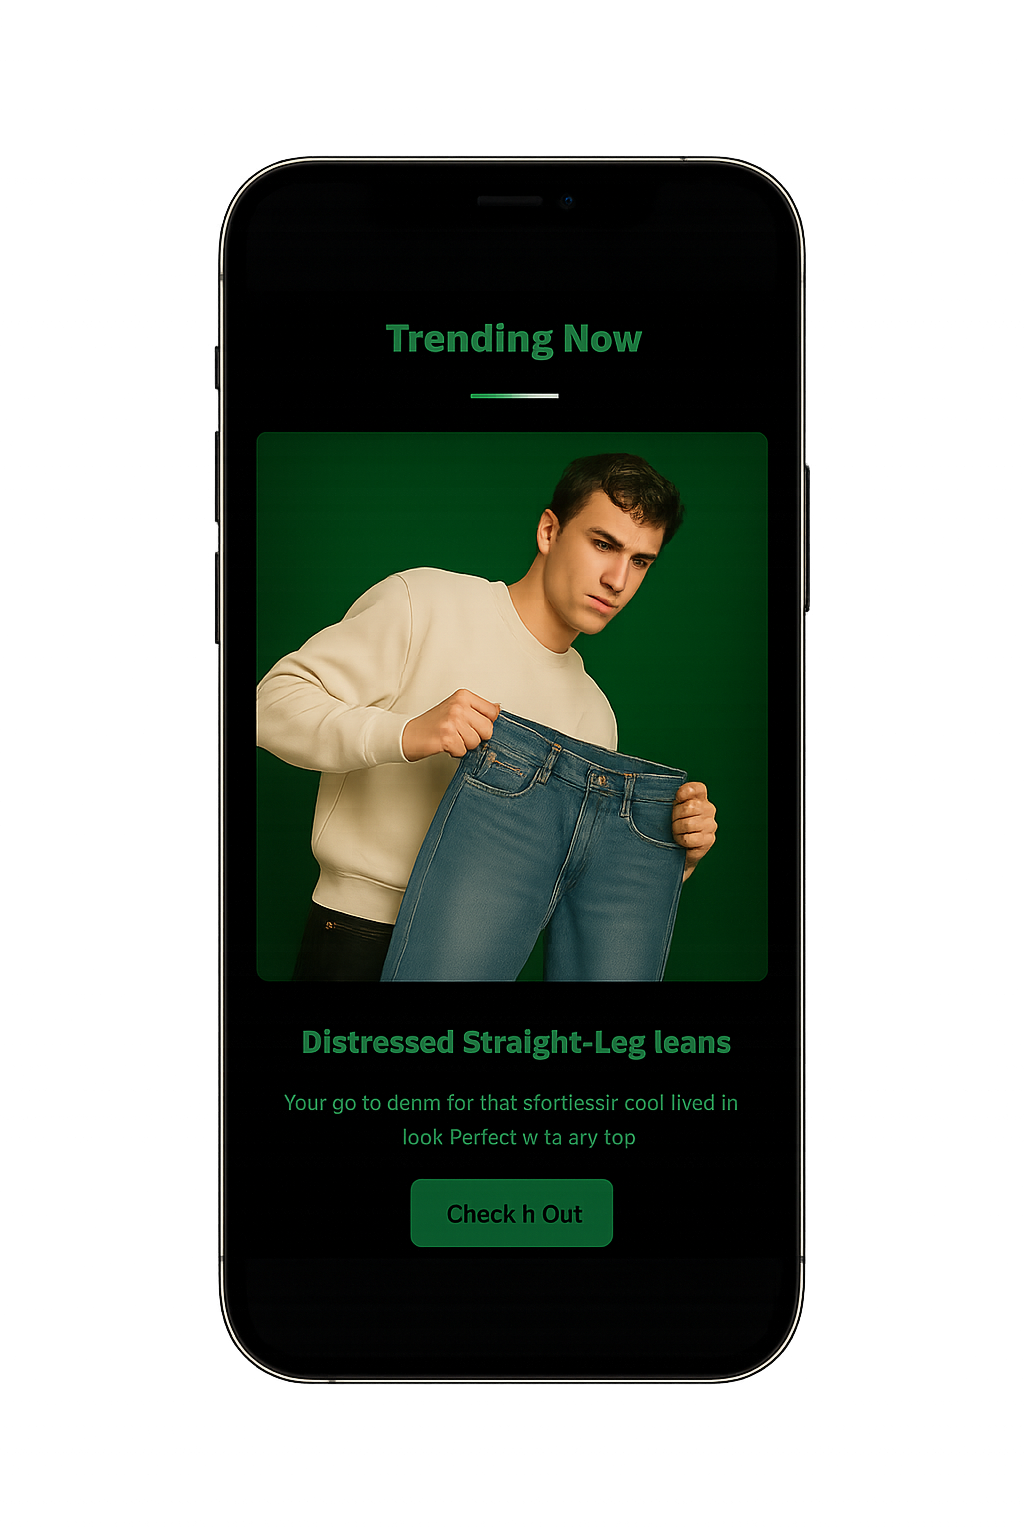 Trending Now
Distressed Straight-Leg leans
Your go to denm for that sfortiessir cool lived in
look Perfect w ta ary top
Check h Out